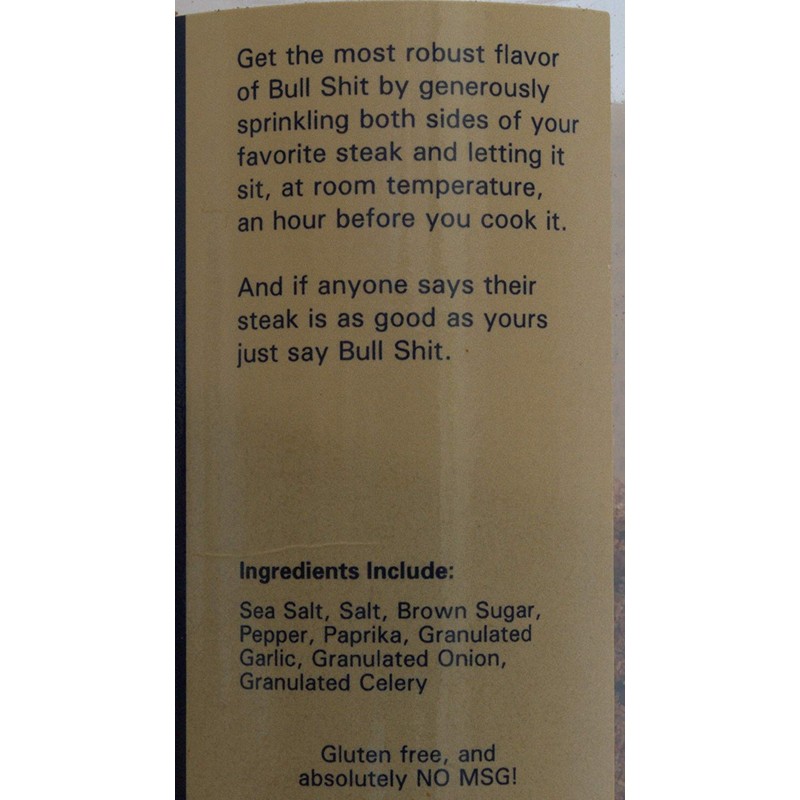 Get the most robust flavor
of Bull Shit by generously
sprinkling both sides of your
favorite steak and letting it
sit, at room temperature,
an hour before you cook it.
And if anyone says their
steak is as good as yours
just say Bull Shit.
Ingredients Include:
Sea Salt, Salt, Brown Sugar,
Pepper, Paprika, Granulated
Garlic, Granulated Onion,
Granulated Celery
Gluten free, and
absolutely NO MSG!